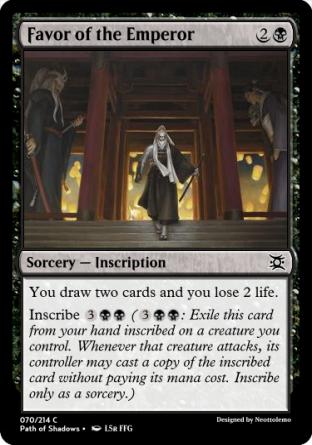 Favor of the Emperor 2
Sorcery — Inscription
You draw two cards and you lose 2 life.
Inscribe 3 ( 3 : Exile this card
from your hand inscribed on a creature you
control. Whenever that creature attacks, its
controller may cast a copy of the inscribed
card without paying its mana cost. Inscribe
only as a sorcery.)
070/214 C
Designed by Neottolemo
Path of Shadows • L5R FFG